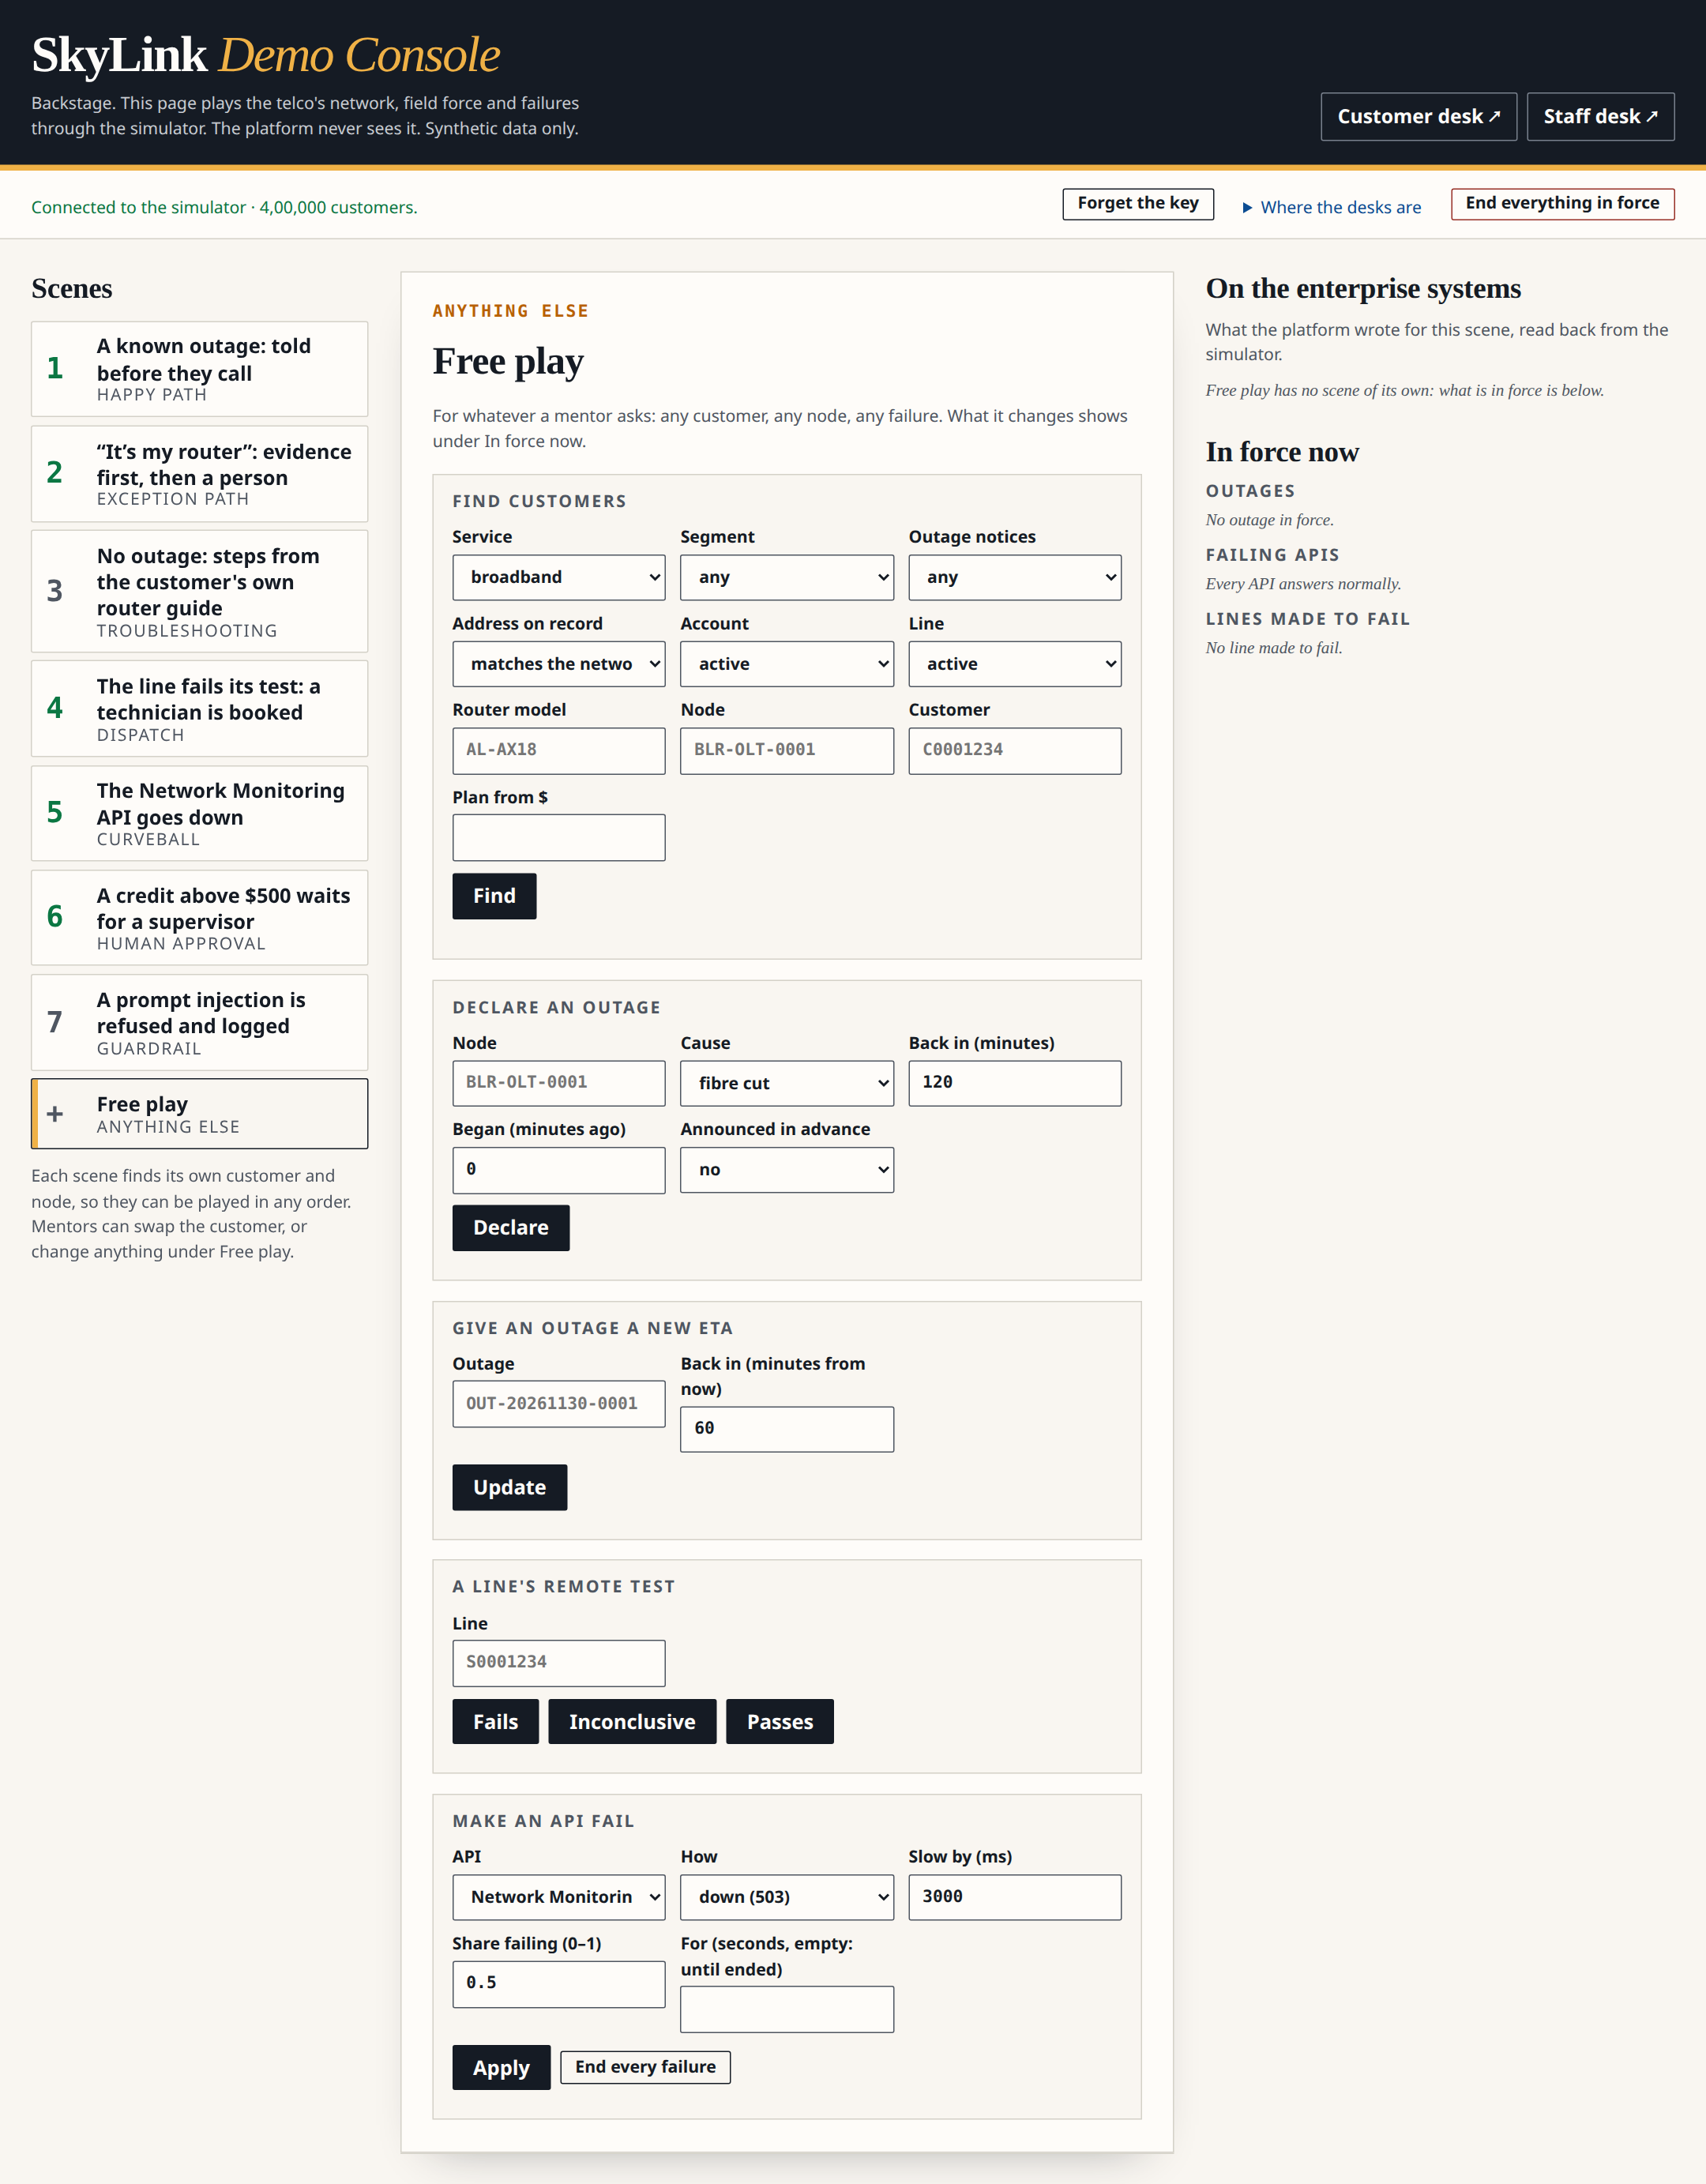 SkyLink Demo Console
Backstage. This page plays the telco's network, field force and failures
through the simulator. The platform never sees it. Synthetic data only.
Customer desk ↗
Staff desk ↗
Connected to the simulator · 4,00,000 customers.
Forget the key
▶ Where the desks are
End everything in force
Scenes
1
A known outage: told
before they call
HAPPY PATH
2
“It’s my router”: evidence
first, then a person
EXCEPTION PATH
3
No outage: steps from
the customer's own
router guide
TROUBLESHOOTING
4
The line fails its test: a
technician is booked
DISPATCH
5
The Network Monitoring
API goes down
CURVEBALL
6
A credit above $500 waits
for a supervisor
HUMAN APPROVAL
7
A prompt injection is
refused and logged
GUARDRAIL
+
Free play
ANYTHING ELSE
Each scene finds its own customer and
node, so they can be played in any order.
Mentors can swap the customer, or
change anything under Free play.
ANYTHING ELSE
Free play
For whatever a mentor asks: any customer, any node, any failure. What it changes shows
under In force now.
FIND CUSTOMERS
Service Segment Outage notices
broadband any any
Address on record Account Line
matches the netwo active active
Router model Node Customer
AL-AX18 BLR-OLT-0001 C0001234
Plan from $
Find
DECLARE AN OUTAGE
Node Cause Back in (minutes)
BLR-OLT-0001 fibre cut 120
Began (minutes ago) Announced in advance
0 no
Declare
GIVE AN OUTAGE A NEW ETA
Outage
Back in (minutes from
now)
OUT-20261130-0001
60
Update
A LINE'S REMOTE TEST
Line
S0001234
Fails Inconclusive Passes
MAKE AN API FAIL
API How Slow by (ms)
Network Monitorin down (503) 3000
Share failing (0–1)
For (seconds, empty:
until ended)
0.5
Apply End every failure
On the enterprise systems
What the platform wrote for this scene, read back from the
simulator.
Free play has no scene of its own: what is in force is below.
In force now
OUTAGES
No outage in force.
FAILING APIS
Every API answers normally.
LINES MADE TO FAIL
No line made to fail.